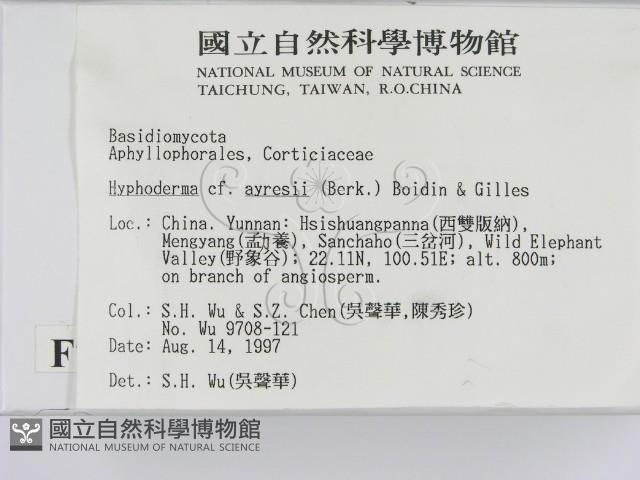 國立自然科學博物館
NATIONAL MUSEUM OF NATURAL SCIENCE
TAICHUNG, TAIWAN, R.O.CHINA
Basidiomycota
Aphyllophorales, Corticiaceae
Hyphoderma cf. ayresii (Berk.) Boidin & Gilles
Loc.: China. Yunnan: Hsishuangpanna(西雙版納),
Mengyang(孟養), Sanchaho(三岔河), Wild Elephant
Valley(野象谷); 22.11N, 100.51E; alt. 800m;
on branch of angiosperm.
Col.: S.H. Wu & S.Z. Chen(吳聲華,陳秀珍)
No. Wu 9708-121
Date: Aug. 14, 1997
Det.: S.H. Wu(吳聲華)
F
國立自然科學博物館
NATIONAL MUSEUM OF NATURAL SCIENCE